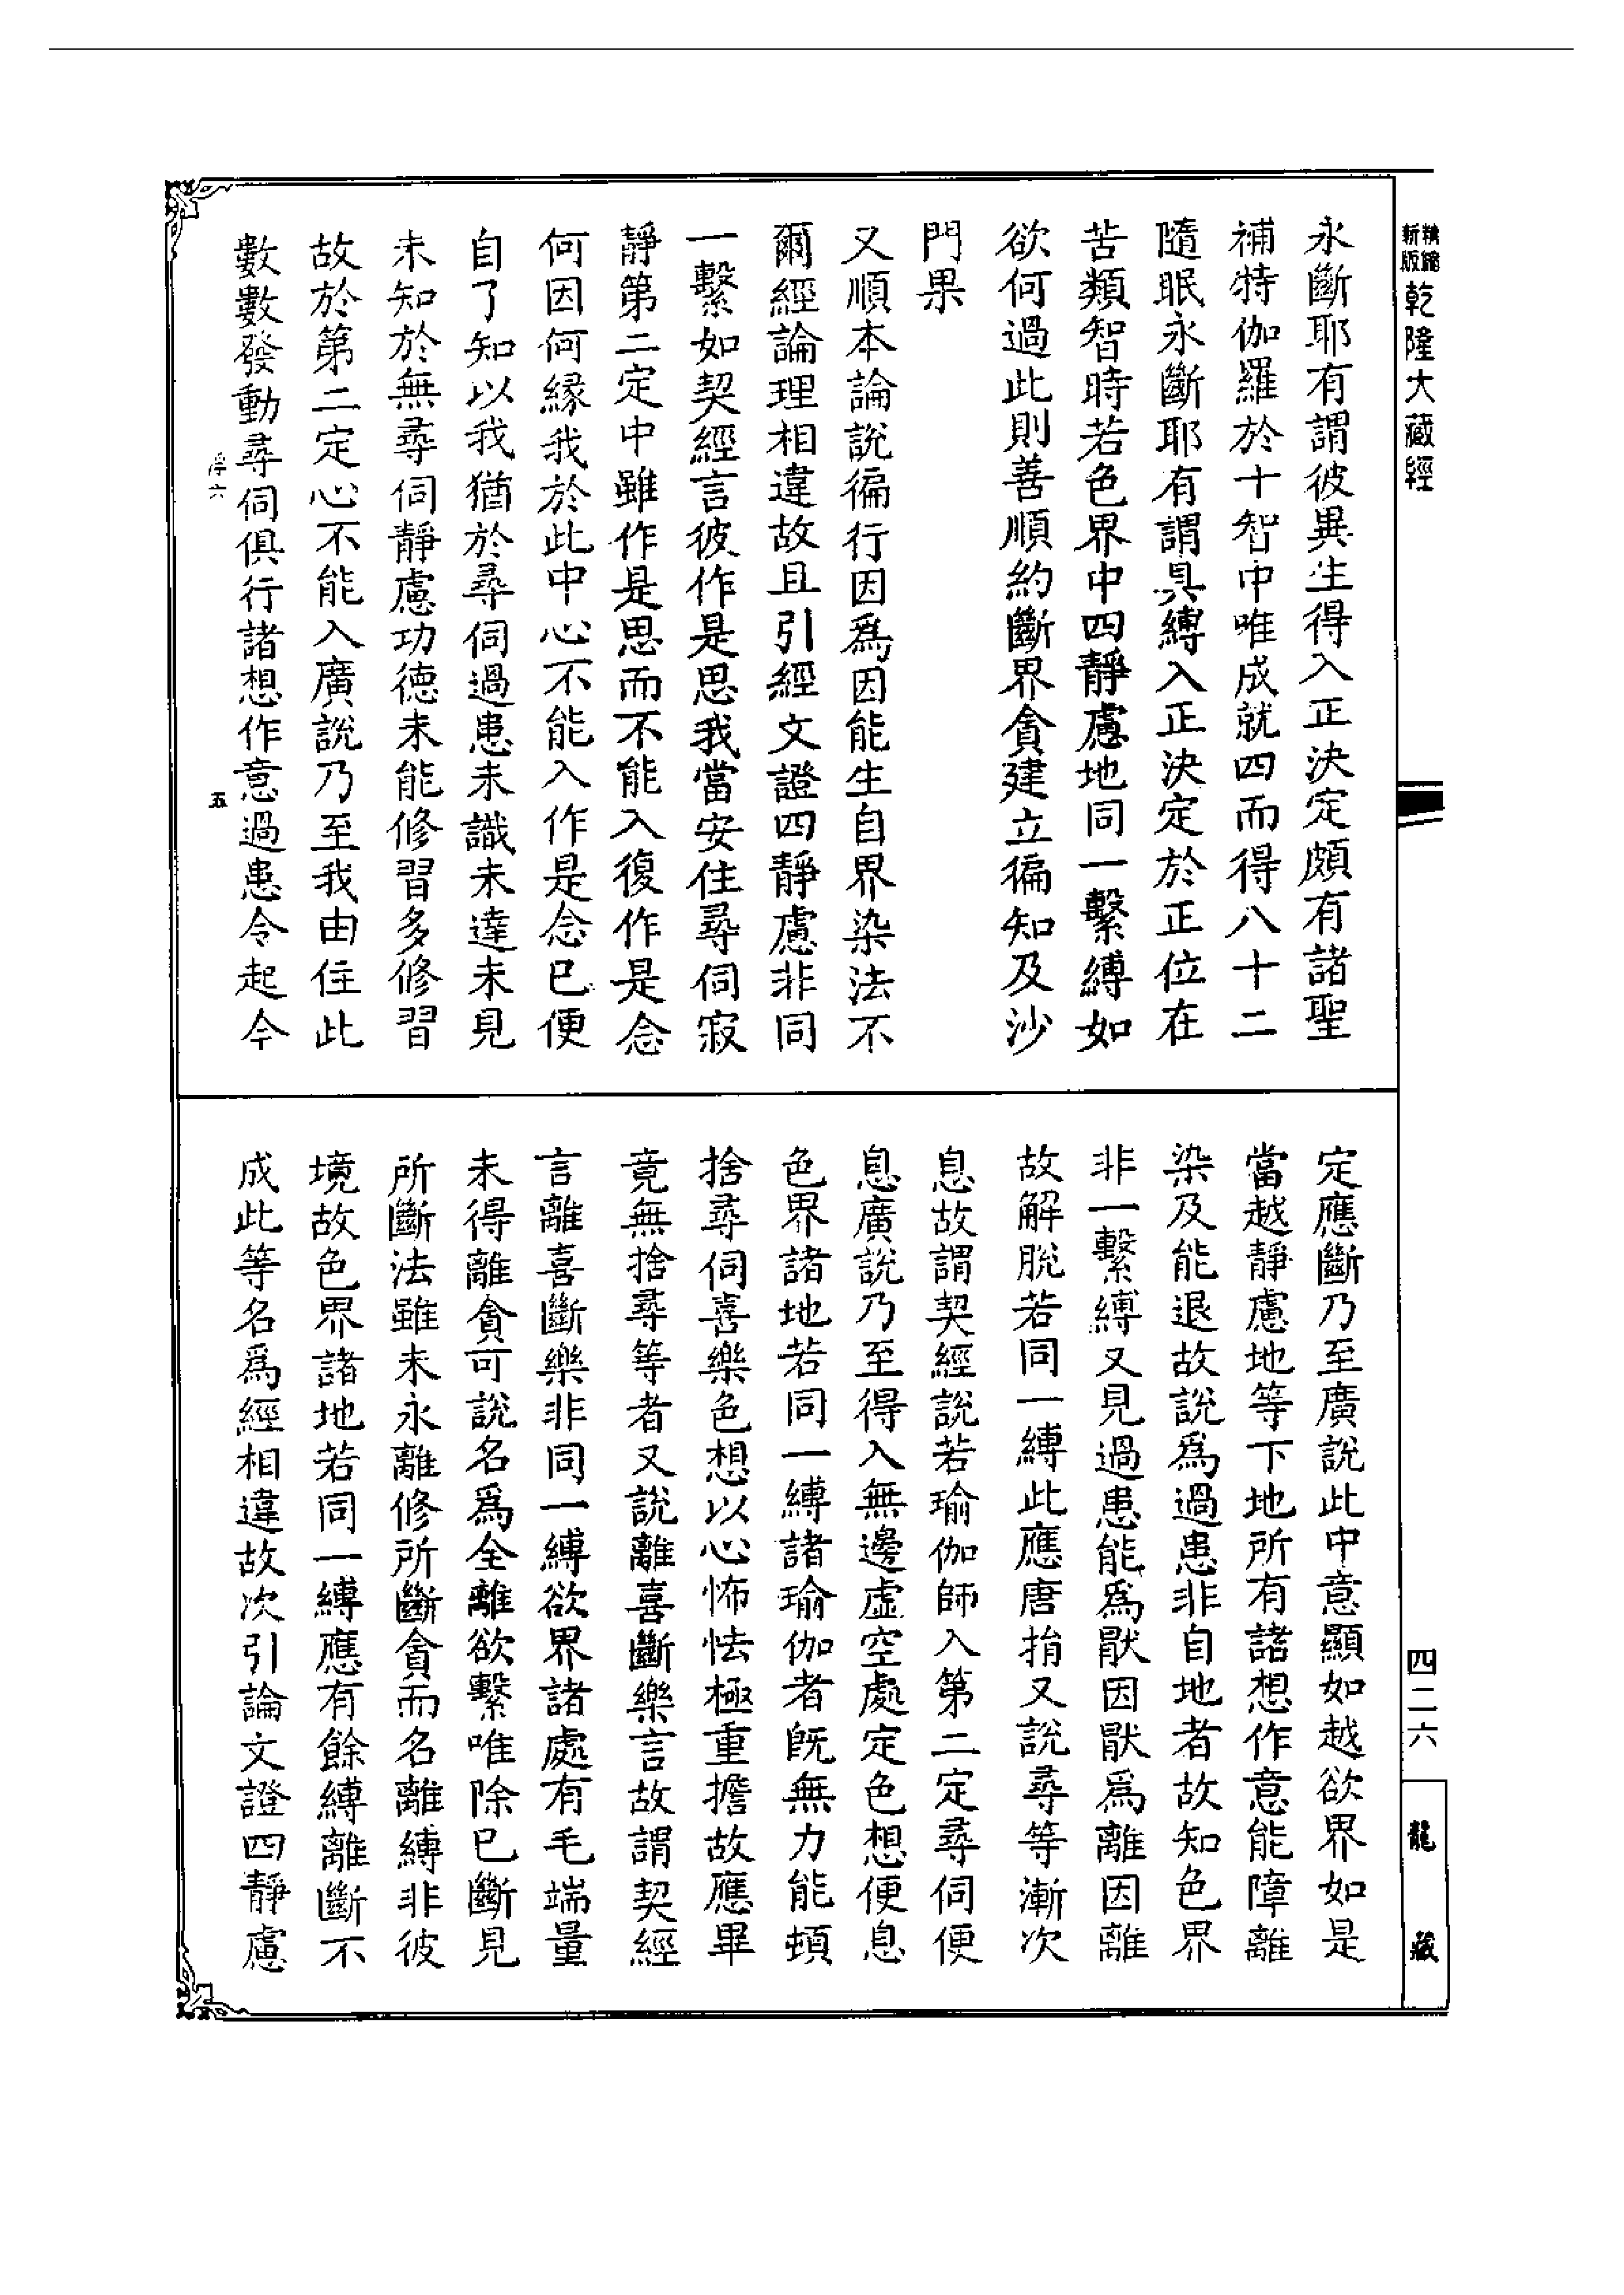 精縮新版乾隆大藏經
永斷耶有謂彼異生得入正決定頗有諸聖
補特伽羅於十智中唯成就四而得八十二
隨眠永斷耶有謂具縛入正決定於正位在
苦類智時若色界中四靜慮地同一繫縛如
欲何過此則善順約斷界貪建立徧知及沙
門果
又順本論說徧行因爲因能生自界染法不
爾經論理相違故且引經文證四靜慮非同
一繫如契經言彼作是思我當安住尋伺寂
靜第二定中雖作是思而不能入復作是念
何因何緣我於此中心不能入作是念已便
自了知以我猶於尋伺過患未識未達未見
未知於無尋伺靜慮功德未能修習多修習
故於第二定心不能入廣說乃至我由住此
數數發動尋伺俱行諸想作意過患令起今
俘六
五
定應斷乃至廣說此中意顯如越欲界如是
當越靜慮地等下地所有諸想作意能障離
染及能退故說爲過患非自地者故知色界
非一繫縛又見過患能爲厭因厭爲離因離
故解脫若同一縛此應唐捐又說尋等漸次
息故謂契經說若瑜伽師入第二定尋伺便
息廣說乃至得入無邊虛空處定色想便息
色界諸地若同一縛諸瑜伽者旣無力能頓
捨尋伺喜樂色想以心怖怯極重擔故應畢
竟無捨尋等者又說離喜斷樂言故謂契經
言離喜斷樂非同一縛欲界諸處有毛端量
未得離貪可說名爲全離欲繫唯除已斷見
所斷法雖未永離修所斷貪而名離縛非彼
境故色界諸地若同一縛應有餘縛離斷不
成此等名爲經相違故次引論文證四靜慮
四二六
龍藏